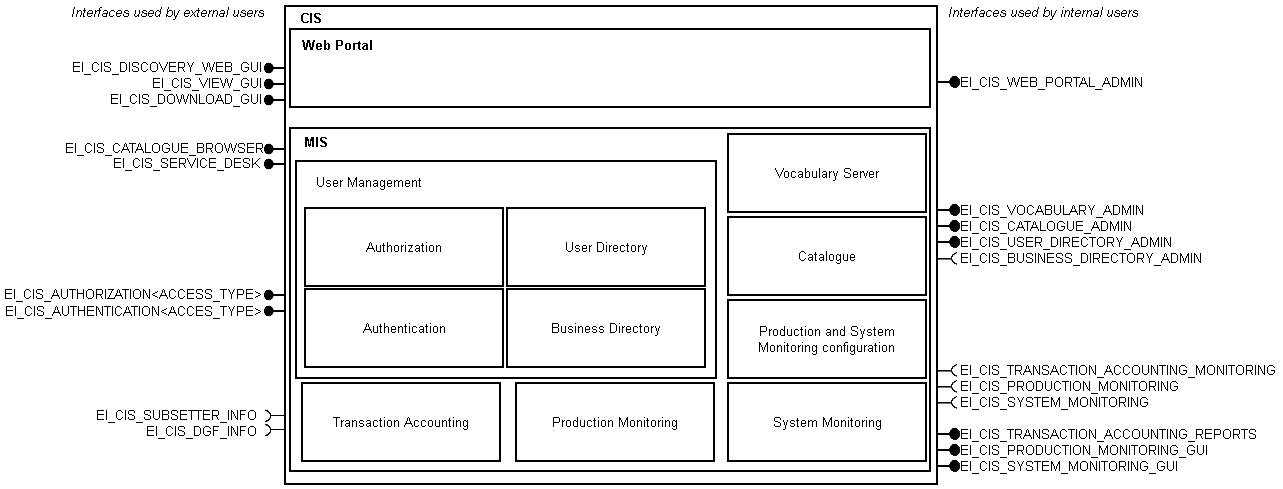 Interfaces used by external users
CIS
Interfaces used by internal users
Web Portal
EI_CIS_DISCOVERY_WEB_GUI
EI_CIS_VIEW_GUI
EI_CIS_DOWNLOAD_GUI
EI_CIS_WEB_PORTAL_ADMIN
MIS
EI_CIS_CATALOGUE_BROWSER
EI_CIS_SERVICE_DESK
User Management
Vocabulary Server
Authorization
User Directory
Catalogue
EI_CIS_VOCABULARY_ADMIN
EI_CIS_CATALOGUE_ADMIN
EI_CIS_USER_DIRECTORY_ADMIN
EI_CIS_BUSINESS_DIRECTORY_ADMIN
EI_CIS_AUTHORIZATION<ACCESS_TYPE>
EI_CIS_AUTHENTICATION<ACCES_TYPE>
Authentication
Business Directory
Production and System
Monitoring configuration
EI_CIS_TRANSACTION_ACCOUNTING_MONITORING
EI_CIS_PRODUCTION_MONITORING
EI_CIS_SYSTEM_MONITORING
EI_CIS_SUBSETTER_INFO
EI_CIS_DGF_INFO
Transaction Accounting
Production Monitoring
System Monitoring
EI_CIS_TRANSACTION_ACCOUNTING_REPORTS
EI_CIS_PRODUCTION_MONITORING_GUI
EI_CIS_SYSTEM_MONITORING_GUI